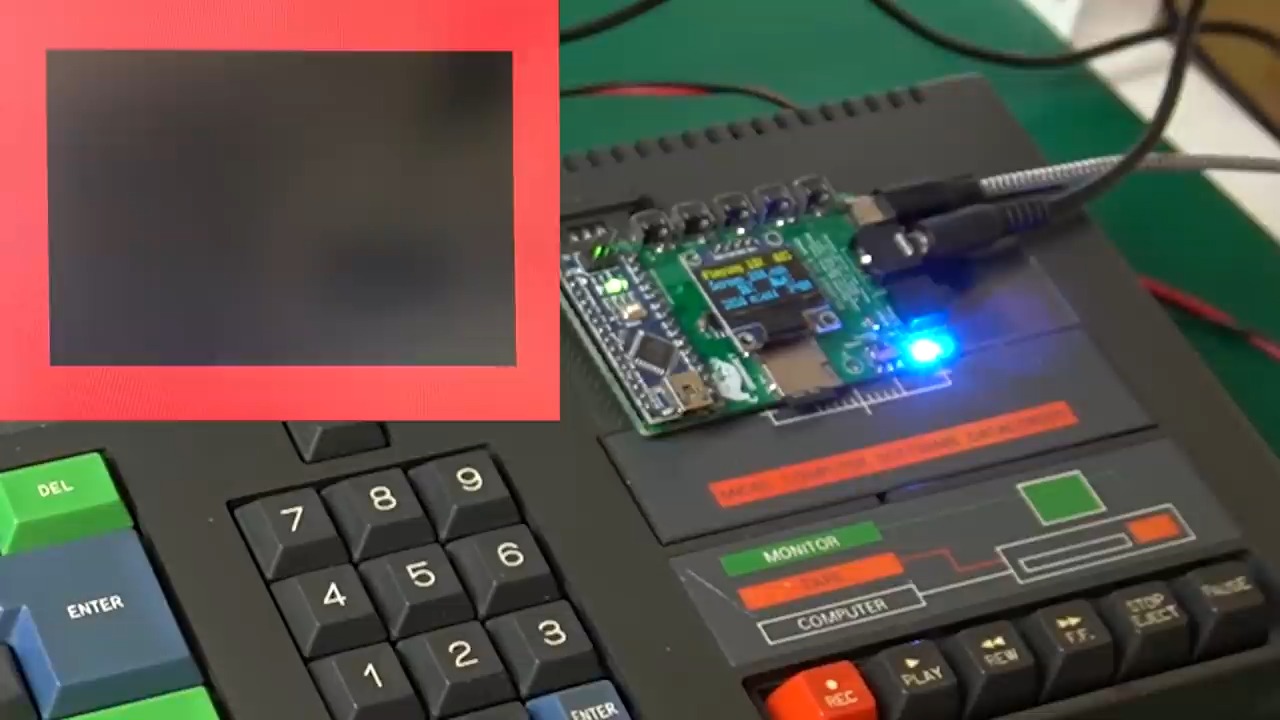 DEL
ENTER
7
8
9
4
5
6
1
2
3
ENTER
MONITOR
TAPE
COMPUTER
REC
PLAY
REW
F.F.
STOP
EJECT
PAUSE